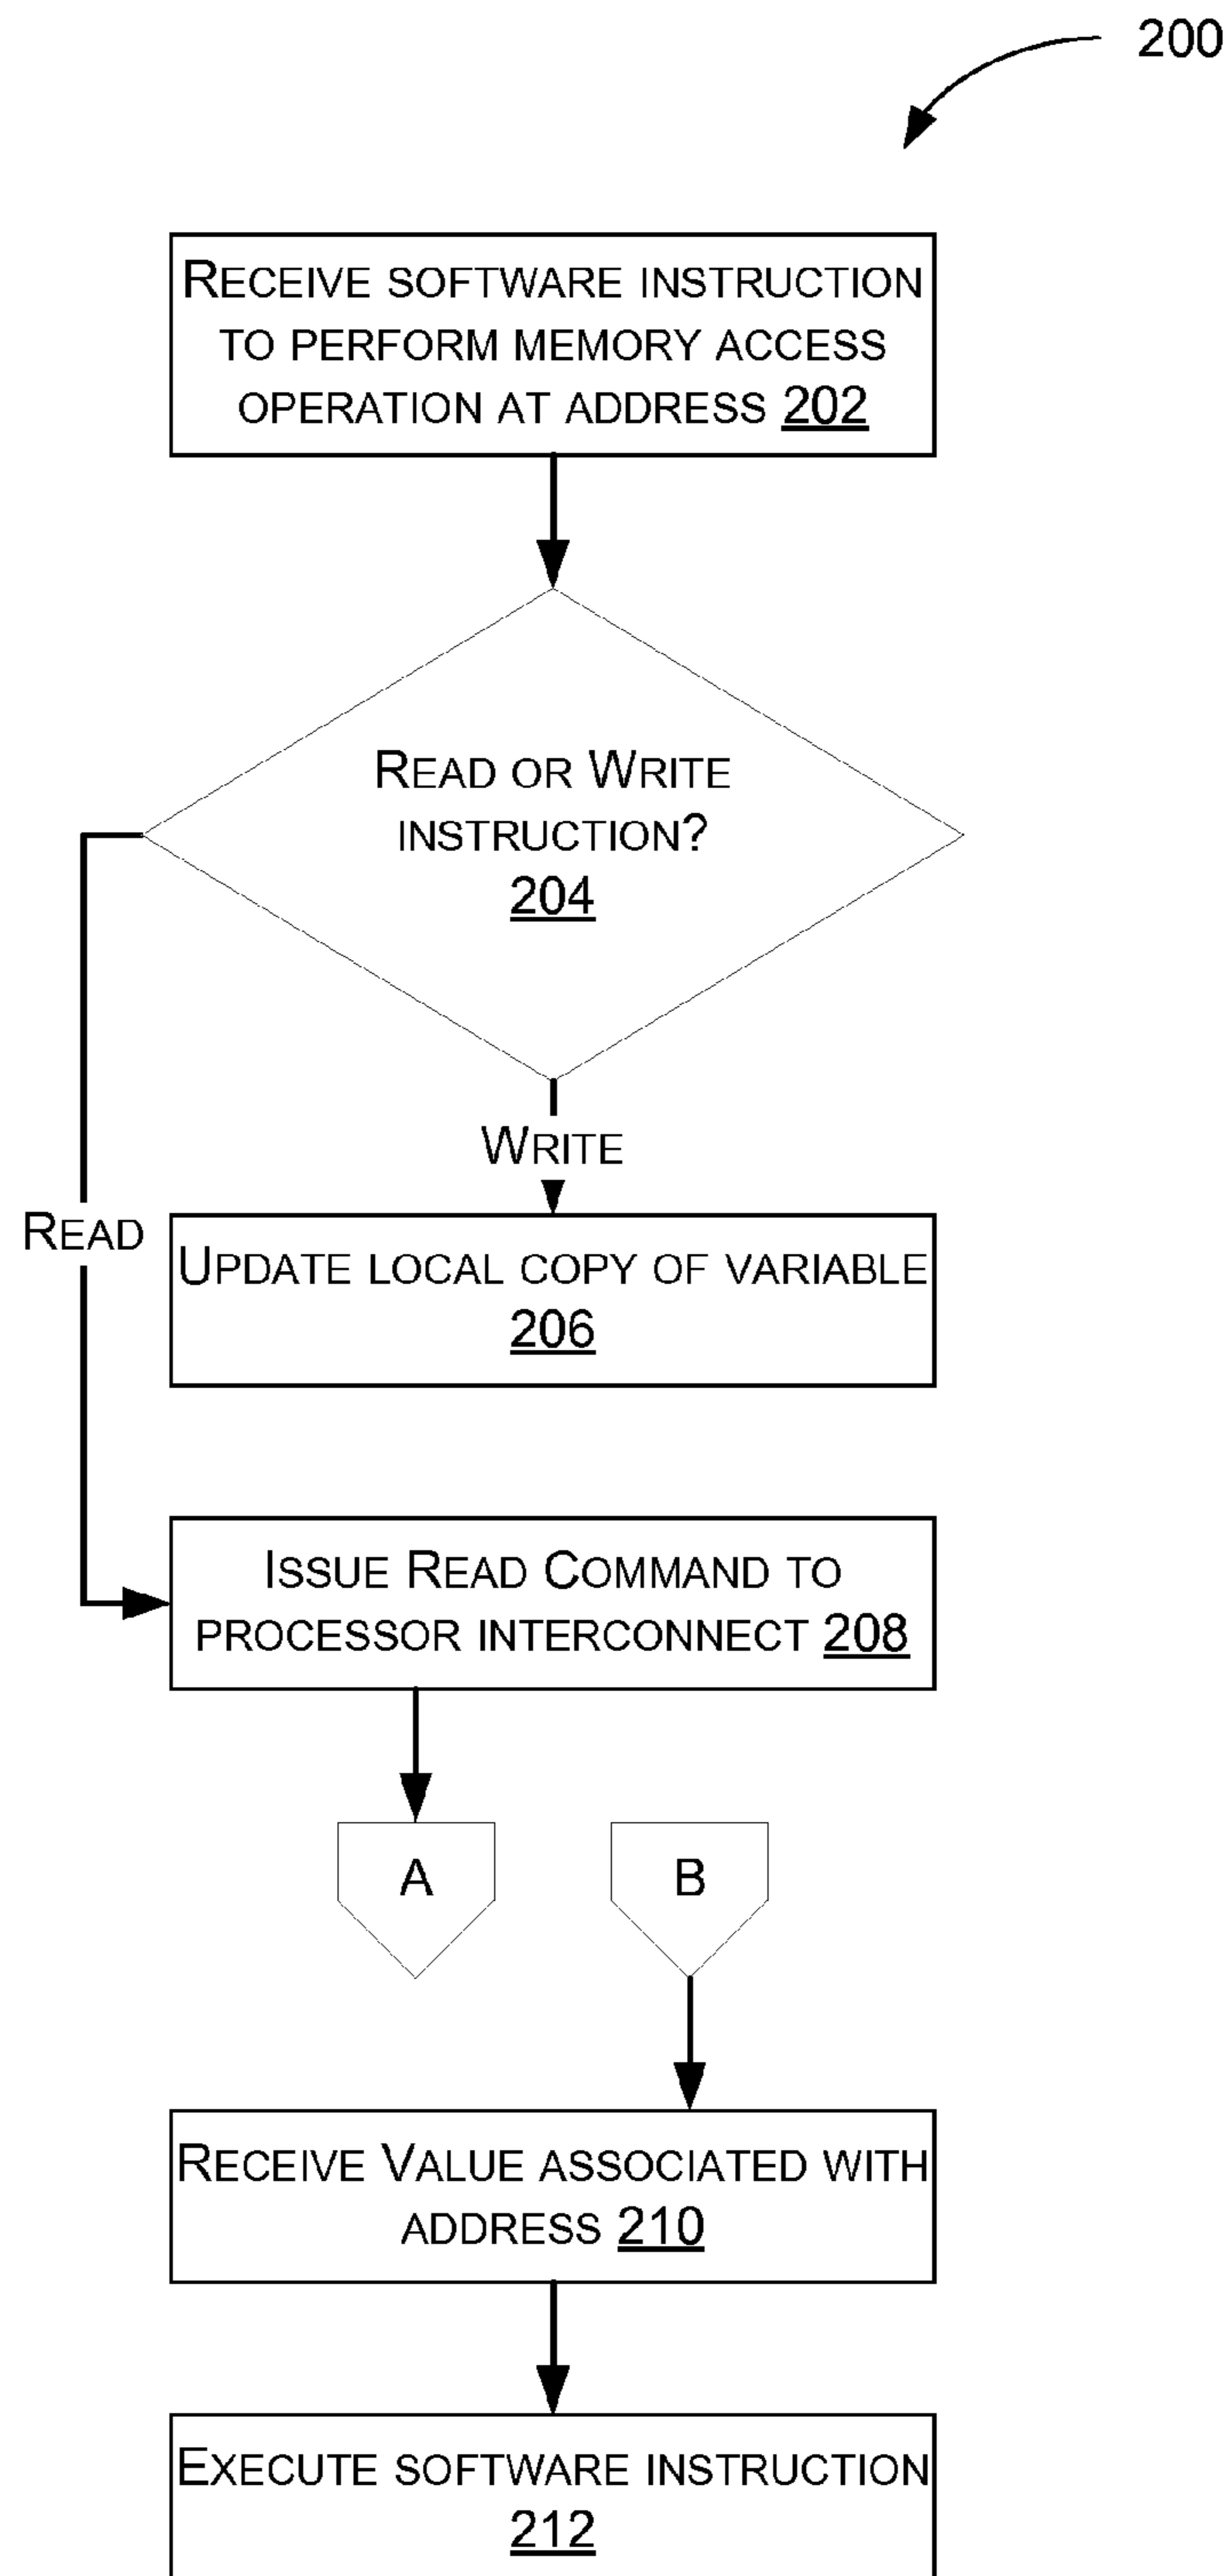 200
RECEIVE SOFTWARE INSTRUCTION
TO PERFORM MEMORY ACCESS
OPERATION AT ADDRESS 202
READ OR WRITE
INSTRUCTION?
204
WRITE
READ
UPDATE LOCAL COPY OF VARIABLE
206
ISSUE READ COMMAND TO
PROCESSOR INTERCONNECT 208
A
B
RECEIVE VALUE ASSOCIATED WITH
ADDRESS 210
EXECUTE SOFTWARE INSTRUCTION
212